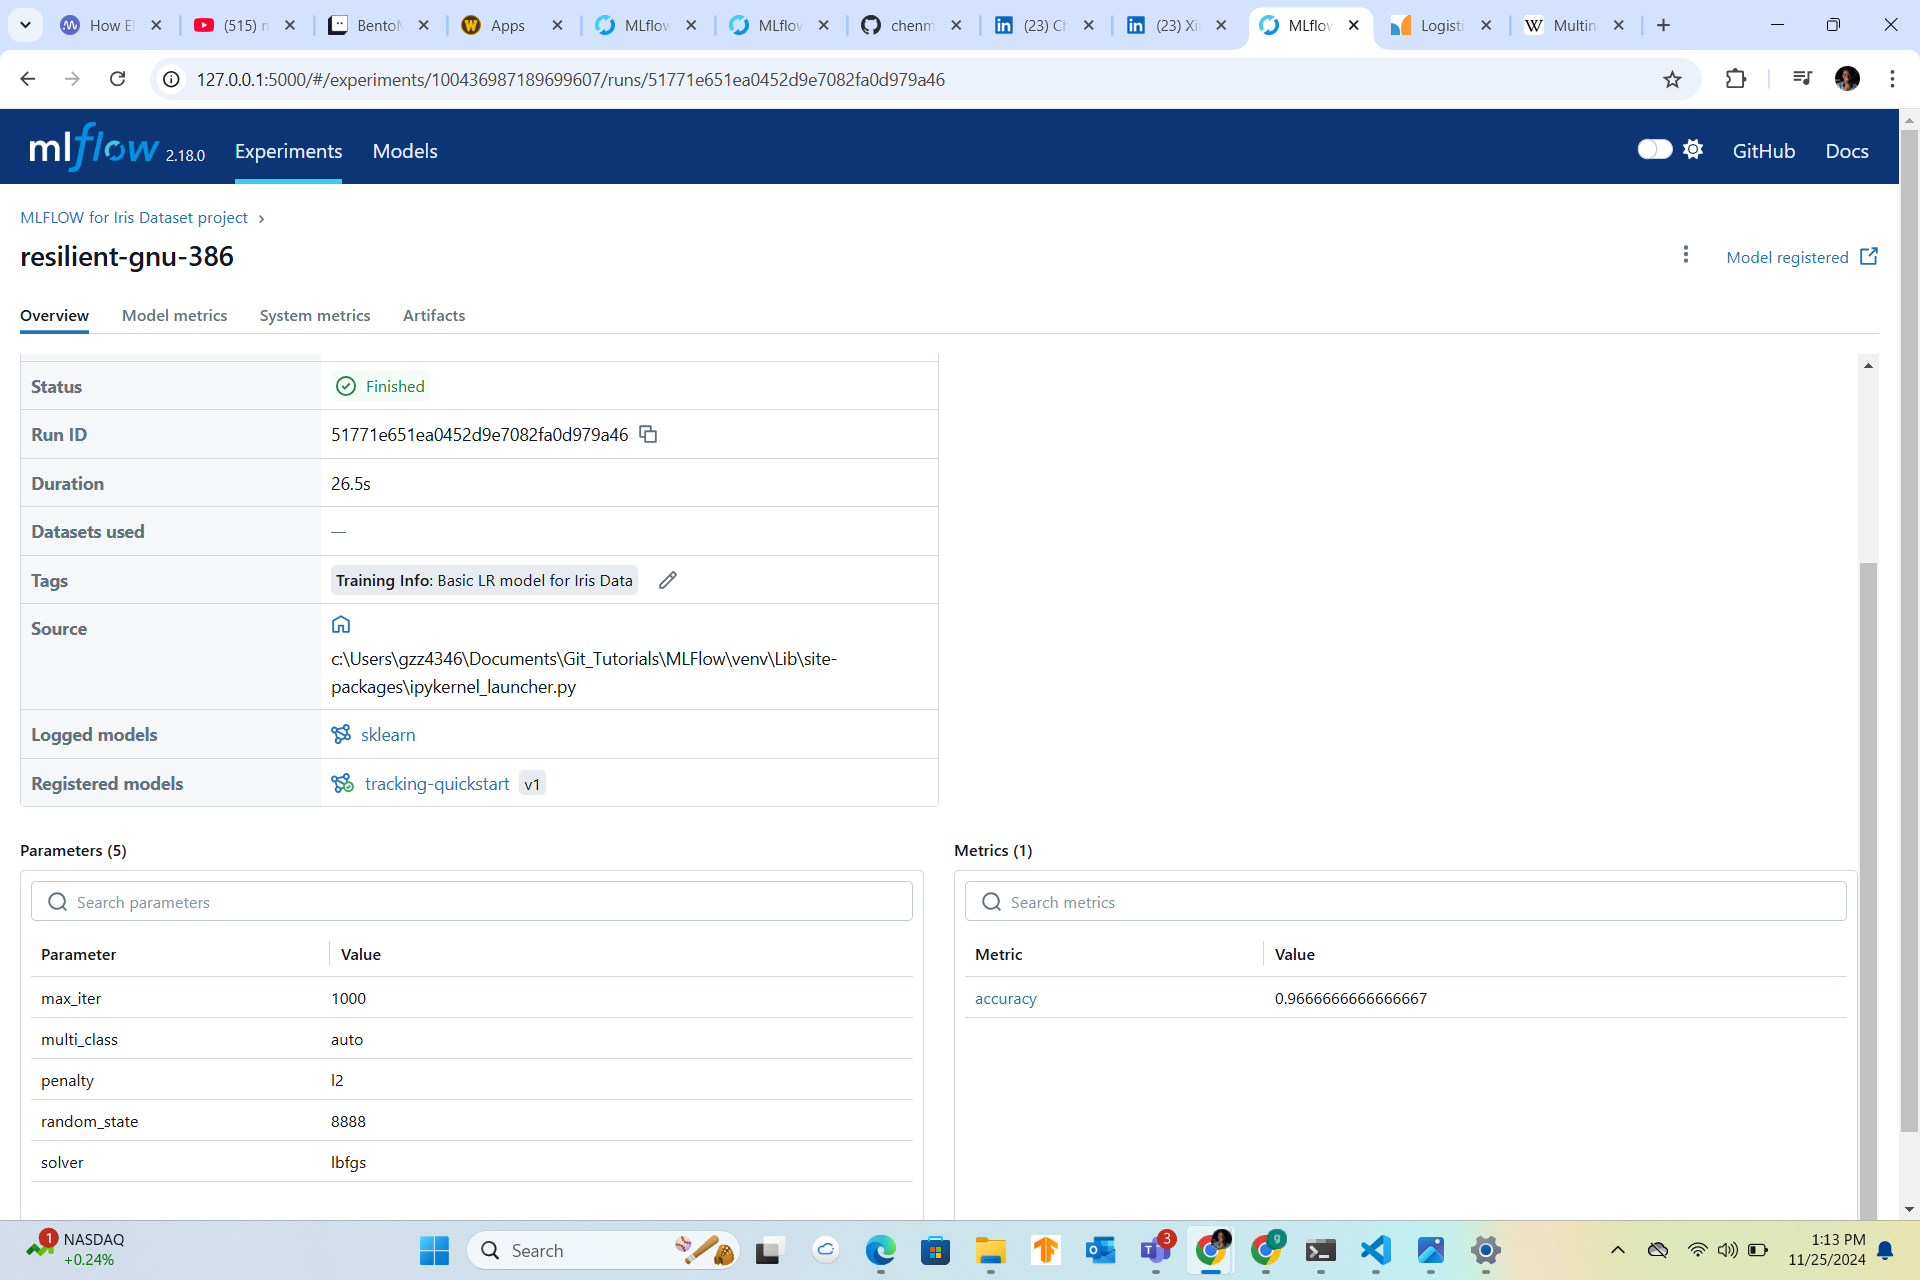 How El
(515) n
BentoM
Apps
MLflow
MLflow
chenm
(23) Ch
(23) Xi
MLflow
Logisti
Multin
127.0.0.1:5000/#/experiments/100436987189699607/runs/51771e651ea0452d9e7082fa0d979a46
mlflow 2.18.0 Experiments Models GitHub Docs
MLFLOW for Iris Dataset project
resilient-gnu-386
Model registered
Overview Model metrics System metrics Artifacts
Status Finished
Run ID 51771e651ea0452d9e7082fa0d979a46
Duration 26.5s
Datasets used —
Tags Training Info: Basic LR model for Iris Data
Source
c:\Users\gzz4346\Documents\Git_Tutorials\MLFlow\venv\Lib\site-
packages\ipykernel_launcher.py
Logged models sklearn
Registered models tracking-quickstart v1
Parameters (5)
Search parameters
Parameter Value
max_iter 1000
multi_class auto
penalty l2
random_state 8888
solver lbfgs
Metrics (1)
Search metrics
Metric Value
accuracy 0.9666666666666667
1
NASDAQ
+0.24%
Search
3
g
1:13 PM
11/25/2024